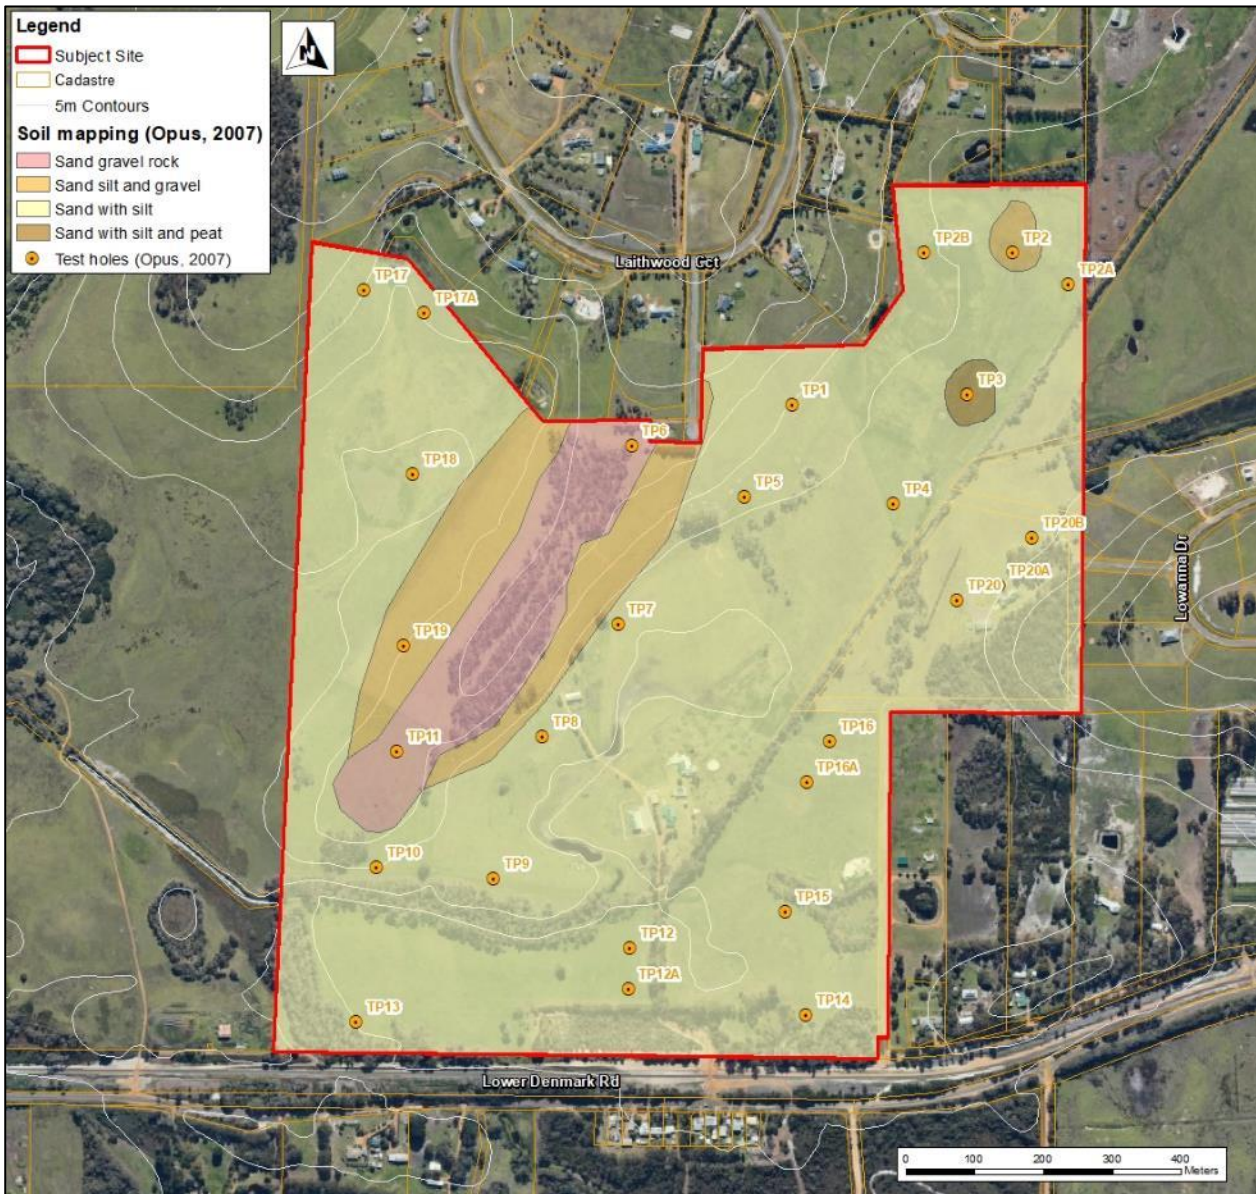 Legend
Subject Site
Cadastre
5m Contours
Soil mapping (Opus, 2007)
Sand gravel rock
Sand silt and gravel
Sand with silt
Sand with silt and peat
Test holes (Opus, 2007)
N
Laithwood Cct
TP2B
TP2
TP2A
TP17
TP17A
TP3
TP1
TP6
TP18
TP5
TP4
TP20B
TP20A
TP20
Lowanna Dr
TP7
TP19
TP8
TP16
TP11
TP16A
TP10
TP9
TP15
TP12
TP12A
TP13
TP14
Lower Denmark Rd
0 100 200 300 400
Meters